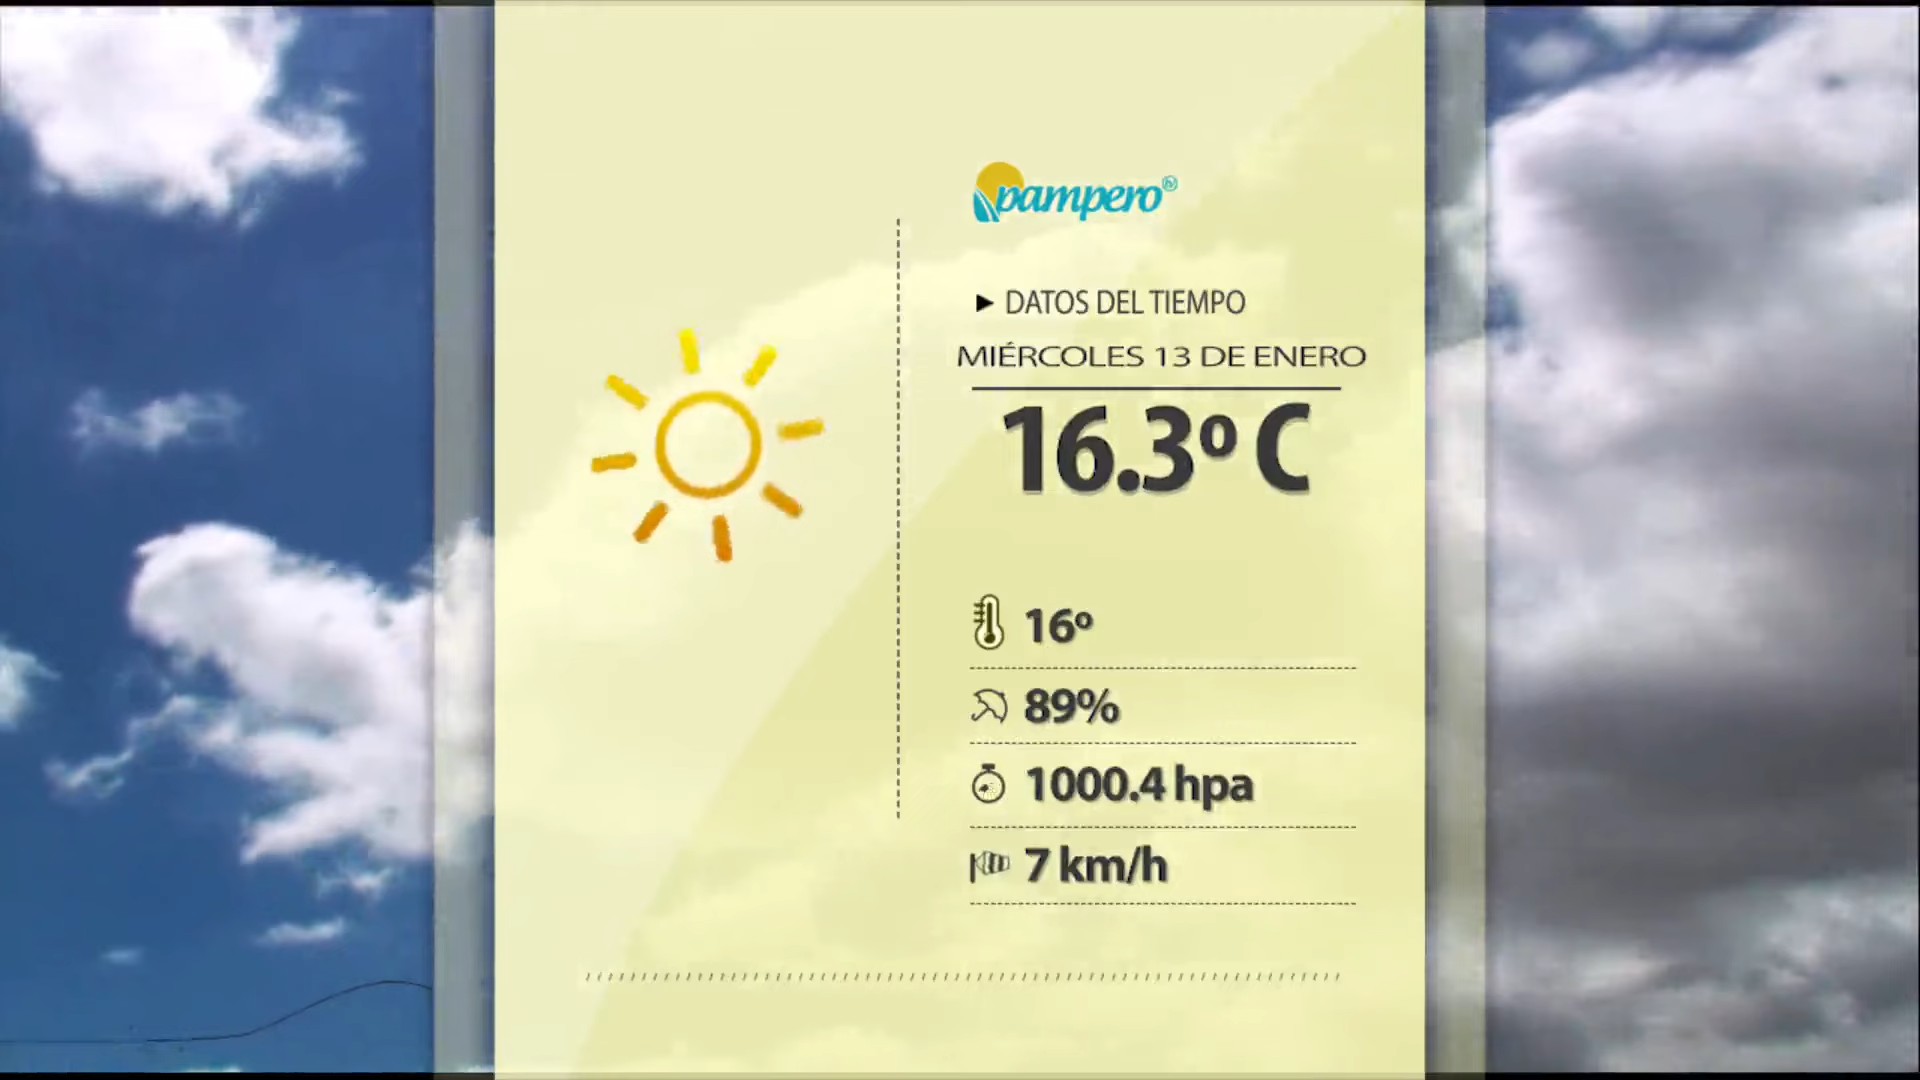 pampero
► DATOS DEL TIEMPO
MIÉRCOLES 13 DE ENERO
16.3º C
16º
89%
1000.4 hpa
7 km/h